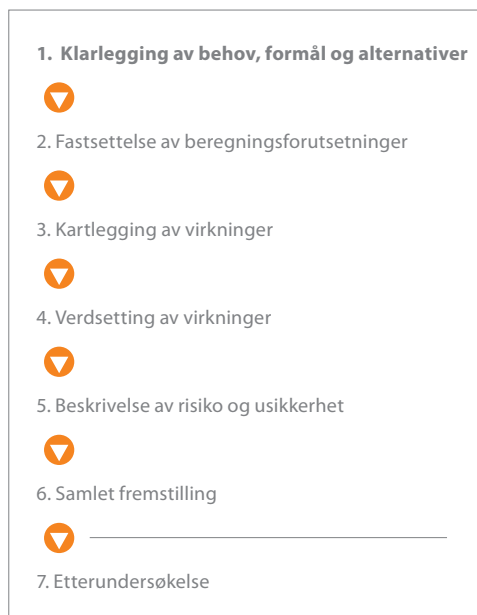 1. Klarlegging av behov, formål og alternativer
2. Fastsettelse av beregningsforutsetninger
3. Kartlegging av virkninger
4. Verdsetting av virkninger
5. Beskrivelse av risiko og usikkerhet
6. Samlet fremstilling
7. Etterundersøkelse